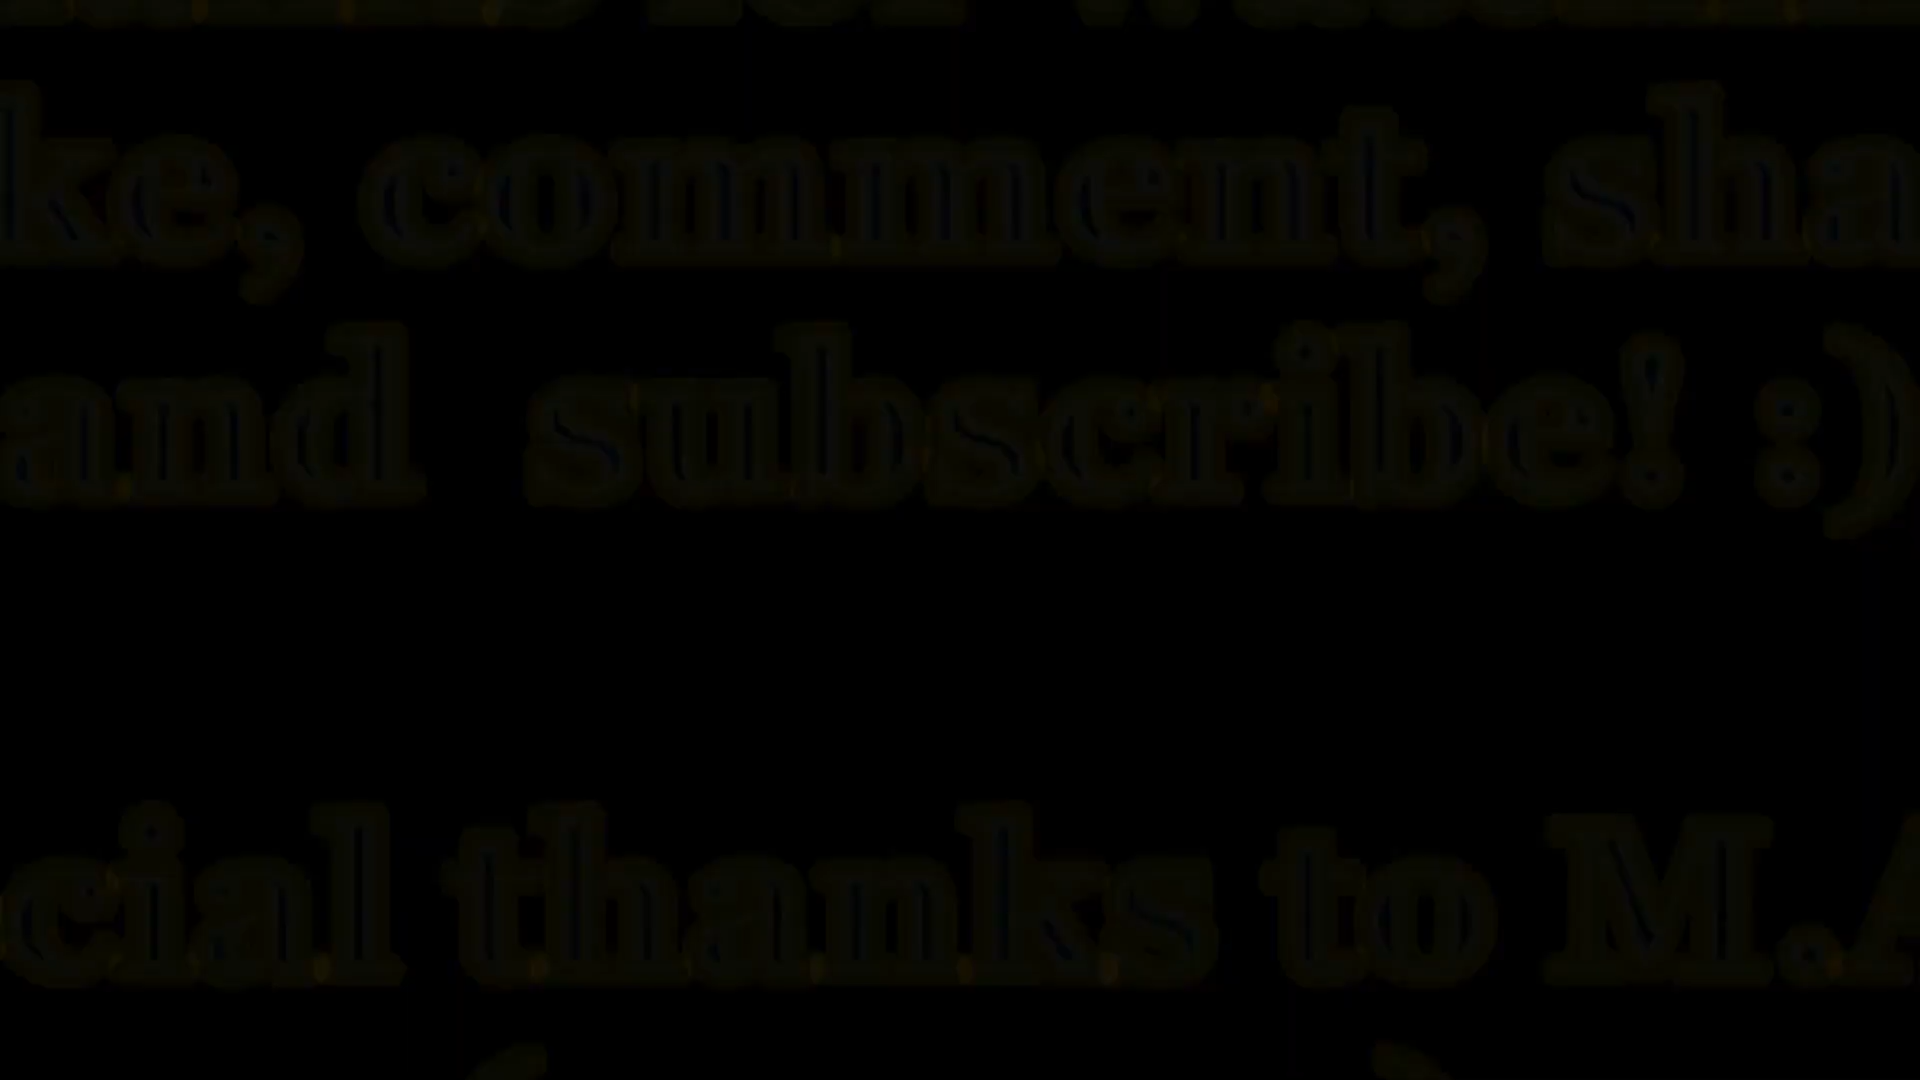 ke, comment, sha
and subscribe! :)
cial thanks to M.A